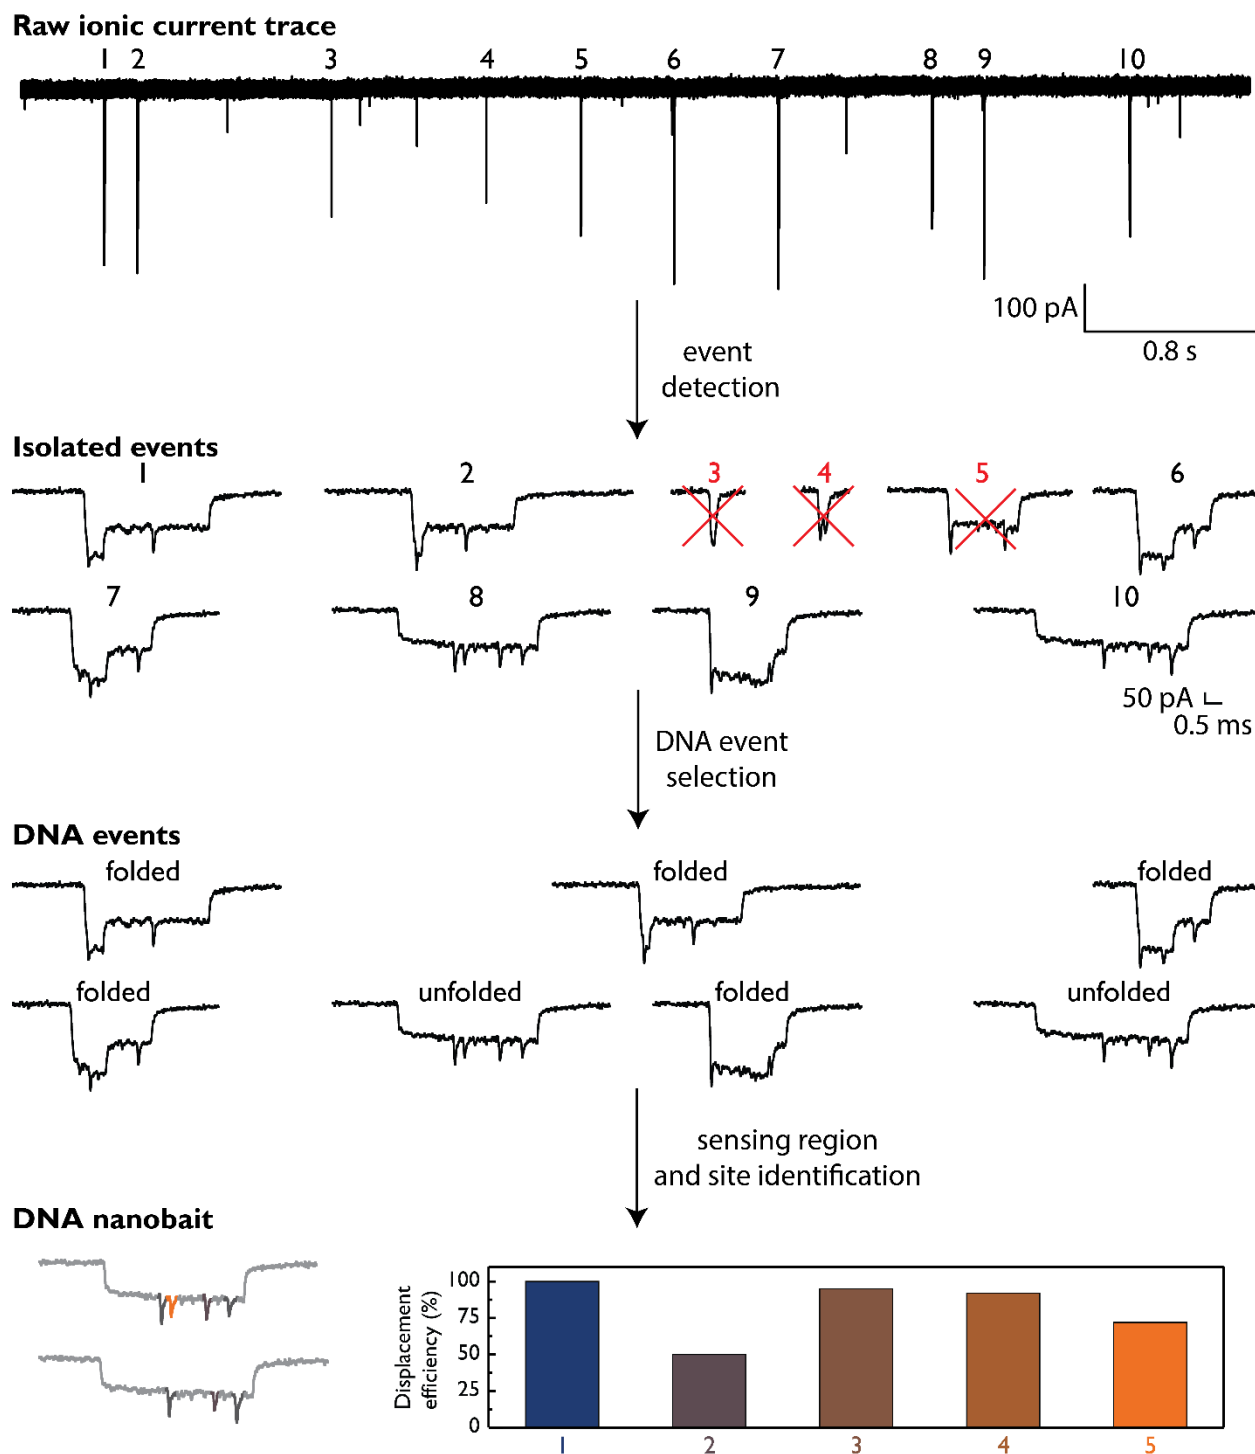 Raw ionic current trace
1 2 3 4 5 6 7 8 9 10
100 pA
0.8 s
event
detection
Isolated events
1 2 3 4 5 6
7 8 9 10
50 pA
0.5 ms
DNA event
selection
DNA events
folded folded folded
folded unfolded folded unfolded
sensing region
and site identification
DNA nanobait
Displacement
efficiency (%)
100
75
50
25
0
1 2 3 4 5